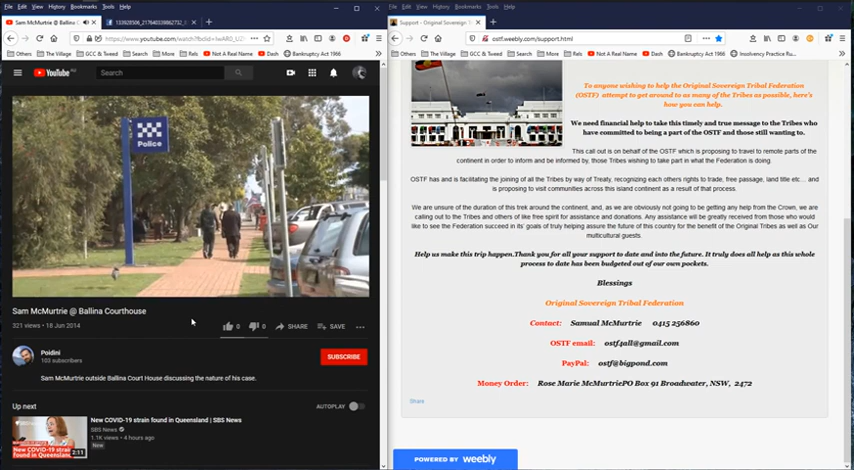 File Edit View History Bookmarks Tools Help
Sam McMurtrie @ Ballina C
133928306_217640339862732_
https://www.youtube.com/watch?
Others The Village GCC & Tweed Search More Rels Not A Real Name Dash Bankruptcy Act 1966
YouTube
Search
Police
Sam McMurtrie @ Ballina Courthouse
321 views • 18 Jun 2014
0 0 SHARE SAVE
Poidini
103 subscribers
SUBSCRIBE
Sam McMurtrie outside Ballina Court House discussing the nature of his case.
Up next
AUTOPLAY
New COVID-19 strain found in Queensland | SBS News
SBS News
1.1K views • 4 hours ago
New
New COVID-19
strain found in
Queensland
2:11
File Edit View History Bookmarks Tools Help
Support - Original Sovereign T
ostf.weebly.com/support.html
Others The Village GCC & Tweed Search More Rels Not A Real Name Dash Bankruptcy Act 1966 Insolvency Practice Ru
To anyone wishing to help the Original Sovereign Tribal Federation
(OSTF) attempt to get around to as many of the Tribes as possible, here's
how you can help.
We need financial help to take this timely and true message to the Tribes who
have committed to being a part of the OSTF and those still wanting to.
This call out is on behalf of the OSTF which is proposing to travel to remote parts of the
continent in order to inform and be informed by, those Tribes wishing to take part in what the Federation is doing.
OSTF has and is facilitating the joining of all the Tribes by way of Treaty, recognizing each others rights to trade, free passage, land title etc... and
is proposing to visit communities across this island continent as a result of that process.
We are unsure of the duration of this trek around the continent, and, as we are obviously not going to be getting any help from the Crown, we are
calling out to the Tribes and others of like free spirit for assistance and donations. Any assistance will be greatly received from those who would
like to see the Federation succeed in its' goals of truly helping assure the future of this country for the benefit of the Original Tribes as well as Our
multicultural guests.
Help us make this trip happen.Thank you for all your support to date and into the future. It truly does all help as this whole
process to date has been budgeted out of our own pockets.
Blessings
Original Sovereign Tribal Federation
Contact: Samual McMurtrie 0415 256860
OSTF email: ostf4all@gmail.com
PayPal: ostf@bigpond.com
Money Order: Rose Marie McMurtriePO Box 91 Broadwater, NSW, 2472
Share
POWERED BY weebly